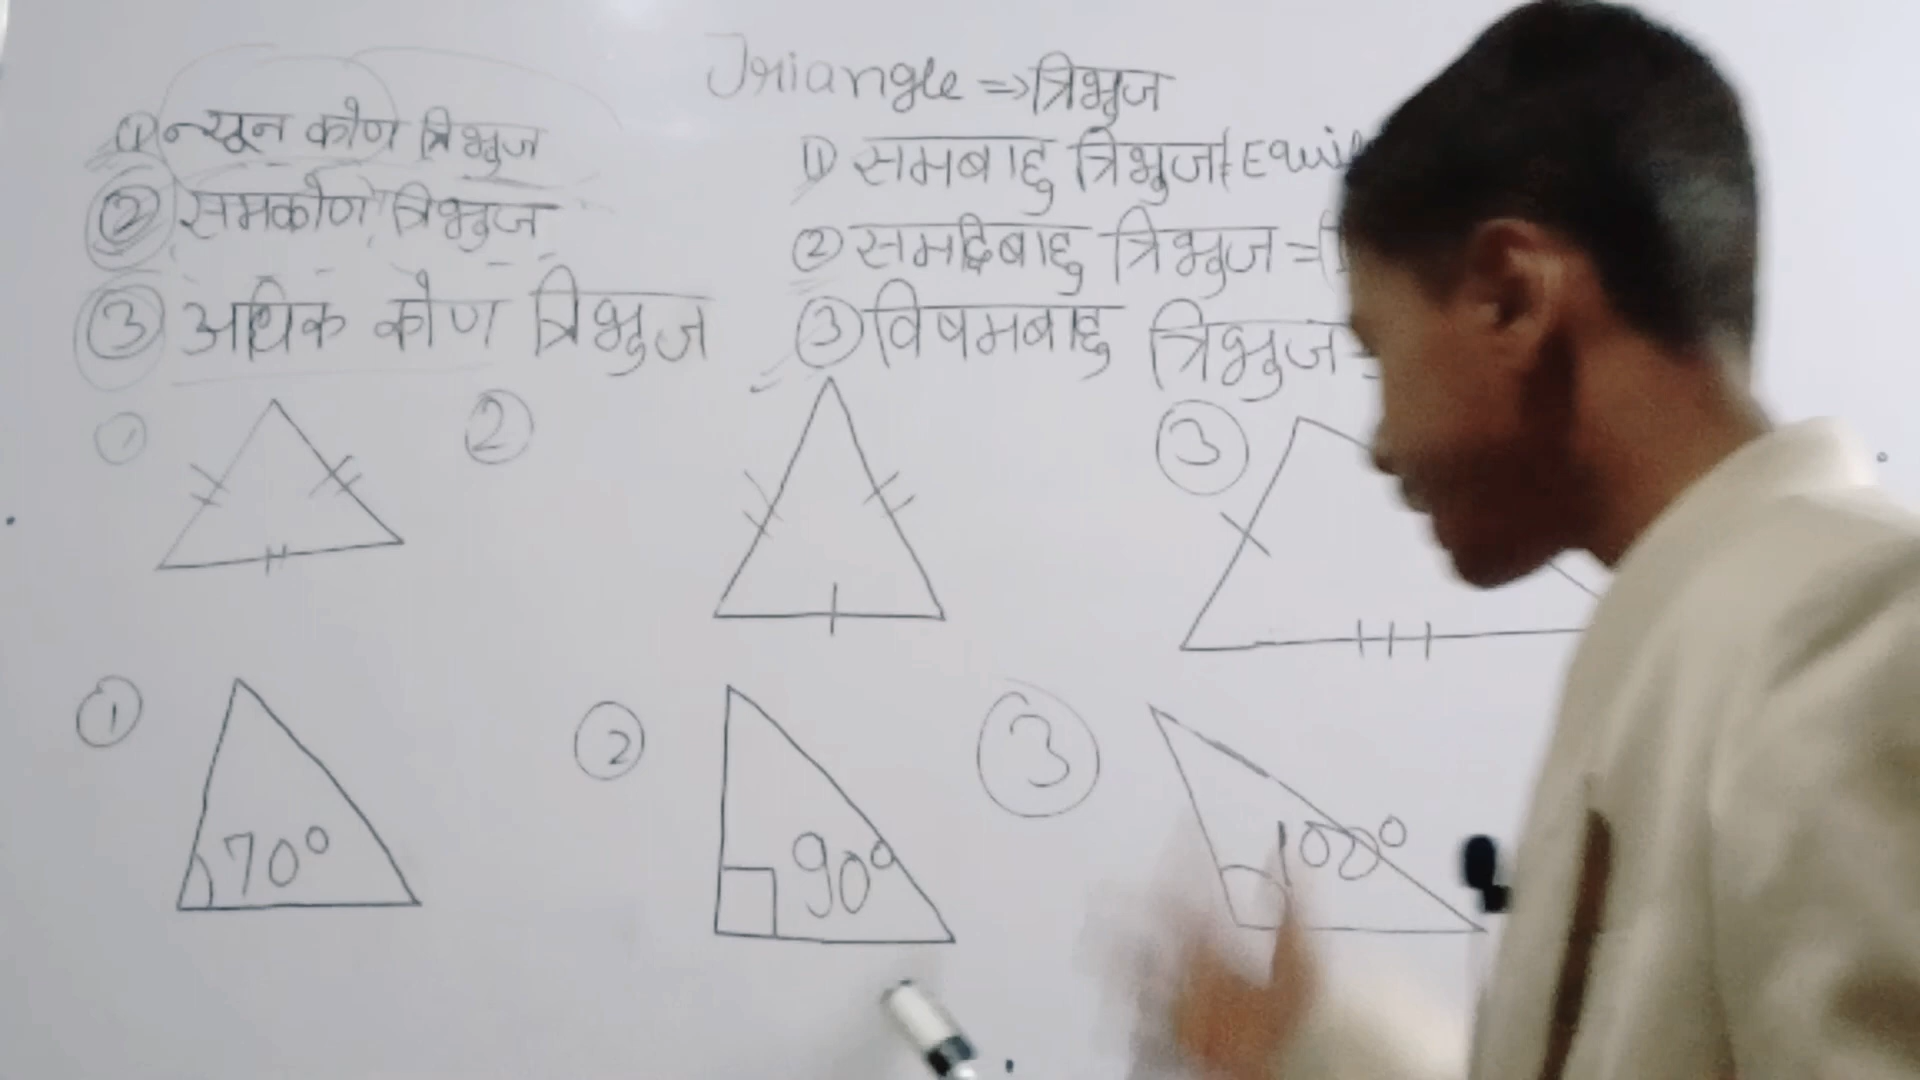 Triangle => त्रिभुज
① न्यून कोण त्रिभुज
② समकोण त्रिभुज
③ अधिक कोण त्रिभुज
① समबाहु त्रिभुज
② समद्विबाहु त्रिभुज =
③ विषमबाहु त्रिभुज =
①
②
③
① 70°
② 90°
③ 100°